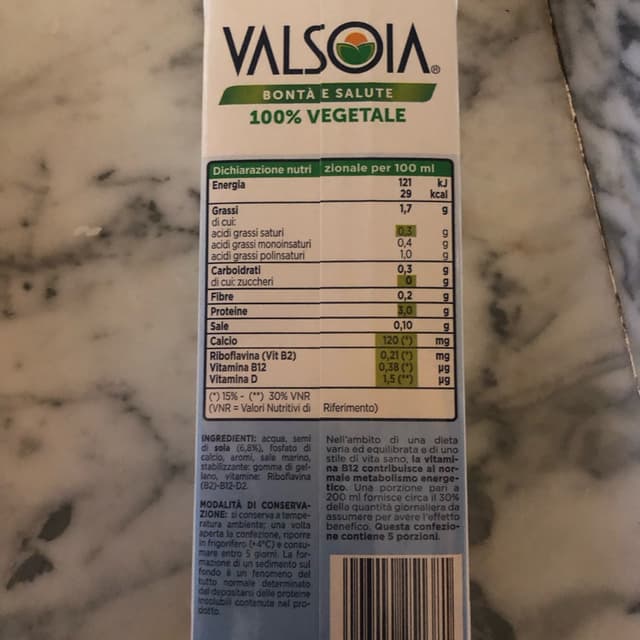 VALSOIA®
BONTÀ E SALUTE
100% VEGETALE
Dichiarazione nutrizionale per 100 ml
Energia 121 kJ
29 kcal
Grassi 1,7 g
di cui:
acidi grassi saturi 0,3 g
acidi grassi monoinsaturi 0,4 g
acidi grassi polinsaturi 1,0 g
Carboidrati 0,3 g
di cui: zuccheri 0 g
Fibre 0,2 g
Proteine 3,0 g
Sale 0,10 g
Calcio 120 (*) mg
Riboflavina (Vit B2) 0,21 (*) mg
Vitamina B12 0,38 (*) µg
Vitamina D 1,5 (**) µg
(*) 15% - (**) 30% VNR
(VNR = Valori Nutritivi di Riferimento)
INGREDIENTI: acqua, semi
di soia (6,8%), fosfato di
calcio, aromi, sale marino,
stabilizzante: gomma di gel-
lano, vitamine: Riboflavina
(B2)-B12-D2.
MODALITÀ DI CONSERVA-
ZIONE: si conserva a tempe-
ratura ambiente; una volta
aperta la confezione, riporre
in frigorifero (+4°C) e consu-
mare entro 5 giorni. La for-
mazione di un sedimento sul
fondo è un fenomeno del
tutto normale determinato
dal depositarsi delle proteine
insolubili contenute nel pro-
dotto.
Nell'ambito di una dieta
varia ed equilibrata e di uno
stile di vita sano, la vitami-
na B12 contribuisce al nor-
male metabolismo energe-
tico. Una porzione pari a
200 ml fornisce circa il 30%
della quantità giornaliera da
assumere per avere l'effetto
benefico. Questa confezio-
ne contiene 5 porzioni.